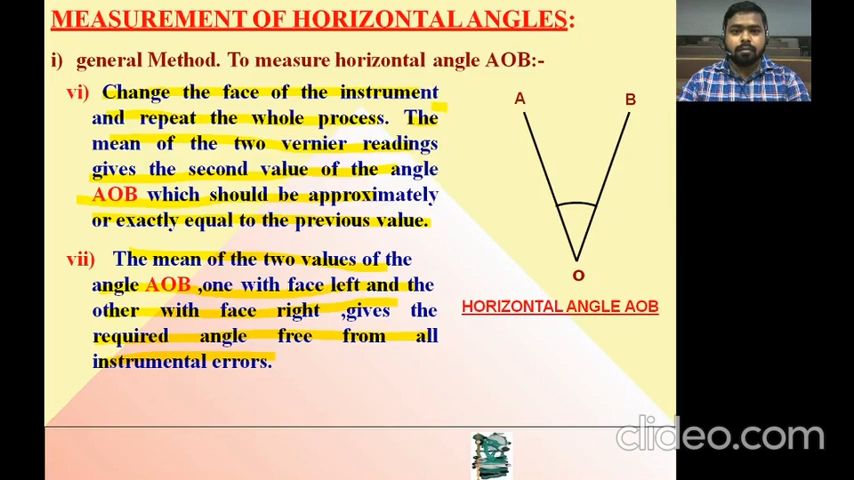 MEASUREMENT OF HORIZONTAL ANGLES:
i) general Method. To measure horizontal angle AOB:-
vi) Change the face of the instrument
and repeat the whole process. The
mean of the two vernier readings
gives the second value of the angle
AOB which should be approximately
or exactly equal to the previous value.
vii) The mean of the two values of the
angle AOB ,one with face left and the
other with face right ,gives the
required angle free from all
instrumental errors.
A
B
O
HORIZONTAL ANGLE AOB
clideo.com